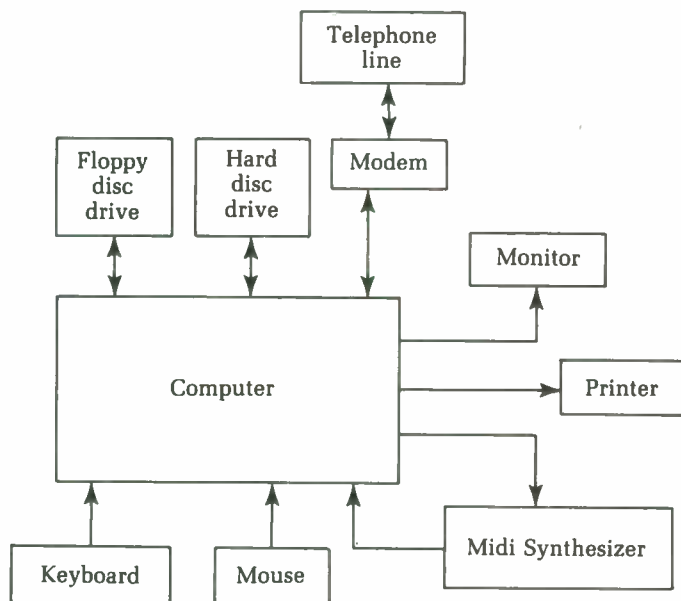 Telephone
line
Floppy
disc
drive
Hard
disc
drive
Modem
Monitor
Computer
Printer
Midi Synthesizer
Keyboard
Mouse